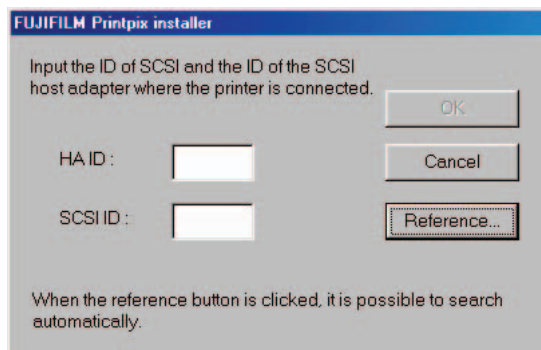 FUJIFILM Printpix installer
Input the ID of SCSI and the ID of the SCSI
host adapter where the printer is connected.
OK
HA ID :
Cancel
SCSI ID :
Reference...
When the reference button is clicked, it is possible to search
automatically.